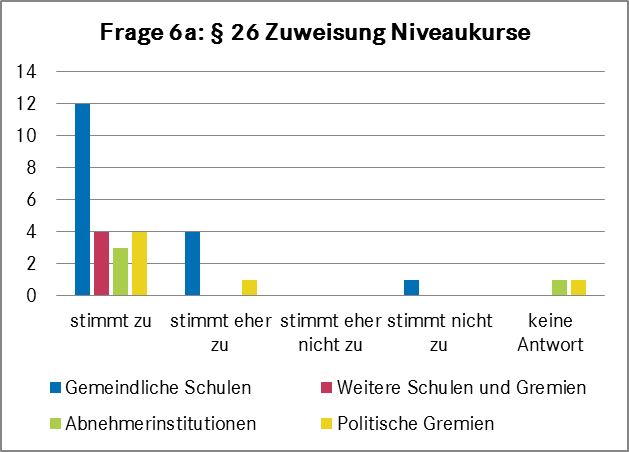 Frage 6a: § 26 Zuweisung Niveaukurse
14
12
10
8
6
4
2
0
stimmt zu
stimmt eher zu
stimmt eher nicht zu
stimmt nicht zu
keine Antwort
Gemeindliche Schulen
Weitere Schulen und Gremien
Abnehmerinstitutionen
Politische Gremien